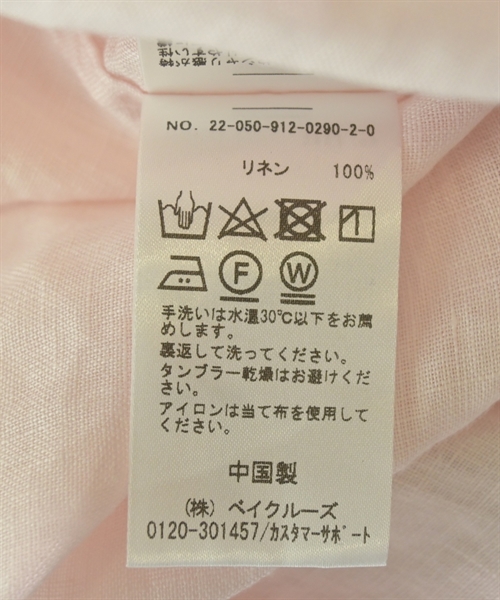 NO. 22-050-912-0290-2-0
リネン 100%
F W
手洗いは水温30℃以下をお薦
めします。
裏返して洗ってください。
タンブラー乾燥はお避けくださ
い。
アイロンは当て布を使用して
ください。
中国製
(株) ベイクルーズ
0120-301457/カスタマーサポート